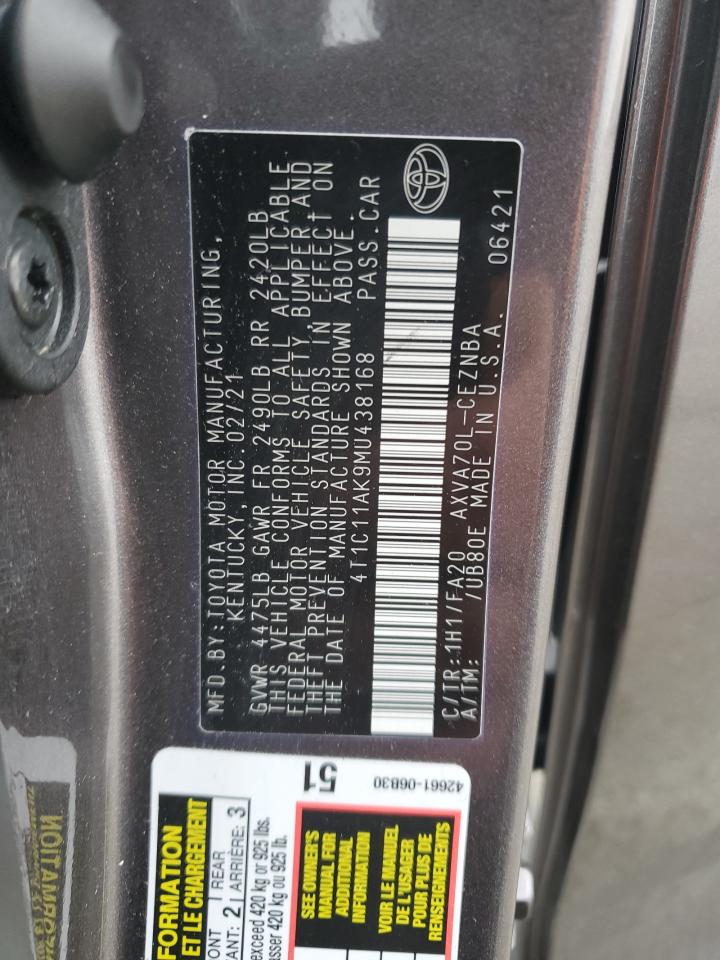 MFD.BY:TOYOTA MOTOR MANUFACTURING,
KENTUCKY, INC.02/21
GVWR 4475LB GAWR FR 2490LB RR 2420LB
THIS VEHICLE CONFORMS TO ALL APPLICABLE
FEDERAL MOTOR VEHICLE SAFETY, BUMPER AND
THEFT PREVENTION STANDARDS IN EFFECT ON
THE DATE OF MANUFACTURE SHOWN ABOVE.
4T1C11AK9MU438168 PASS.CAR
C/TR:1H1/FA20 AXVA70L-CEZNBA 06421
A/TM: /UB80E MADE IN U.S.A.
FORMATION
ET LE CHARGEMENT
REAR
2 ARRIÈRE: 3
exceed 420 kg or 925 lbs.
420 kg ou 925 lb.
SEE OWNER'S
MANUAL FOR
ADDITIONAL
INFORMATION
VOIR LE MANUEL
DE L'USAGER
POUR PLUS DE
RENSEIGNEMENTS
51
42661-06B30